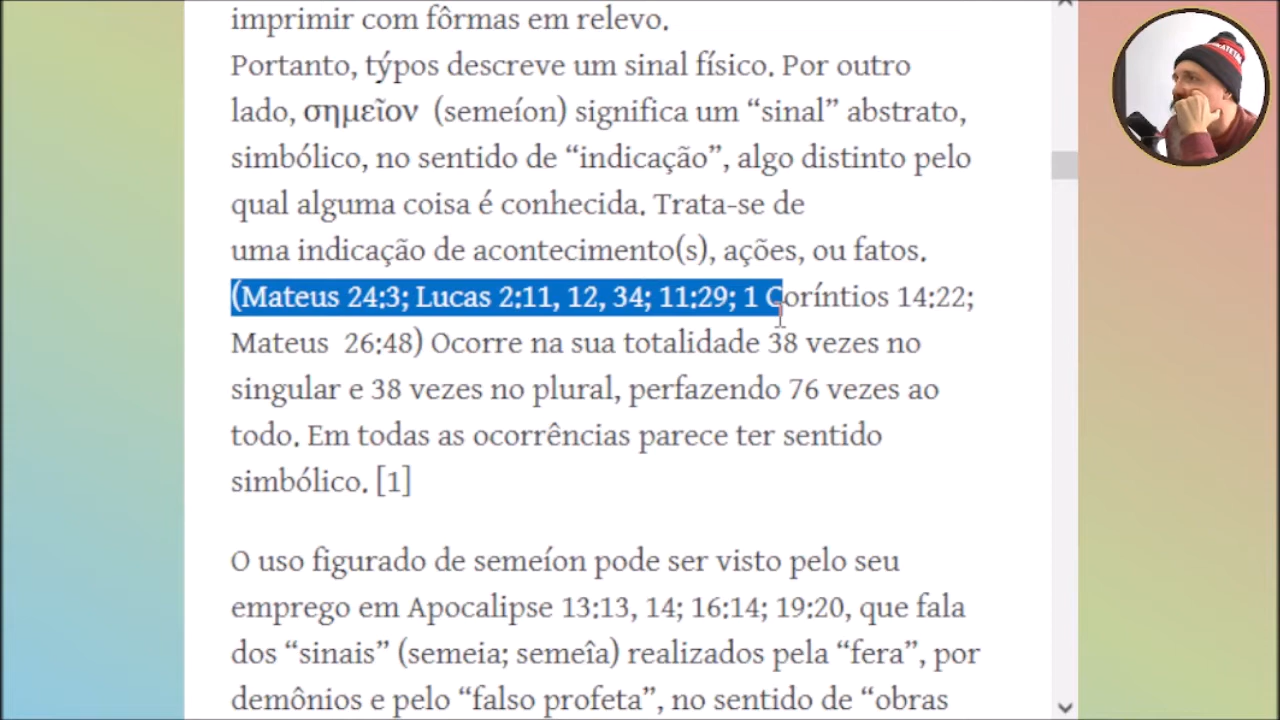 imprimir com fôrmas em relevo.
Portanto, týpos descreve um sinal físico. Por outro
lado, σημεῖον (semeíon) significa um “sinal” abstrato,
simbólico, no sentido de “indicação”, algo distinto pelo
qual alguma coisa é conhecida. Trata-se de
uma indicação de acontecimento(s), ações, ou fatos.
(Mateus 24:3; Lucas 2:11, 12, 34; 11:29; 1 Coríntios 14:22;
Mateus 26:48) Ocorre na sua totalidade 38 vezes no
singular e 38 vezes no plural, perfazendo 76 vezes ao
todo. Em todas as ocorrências parece ter sentido
simbólico. [1]
O uso figurado de semeíon pode ser visto pelo seu
emprego em Apocalipse 13:13, 14; 16:14; 19:20, que fala
dos “sinais” (semeia; semeîa) realizados pela “fera”, por
demônios e pelo “falso profeta”, no sentido de “obras